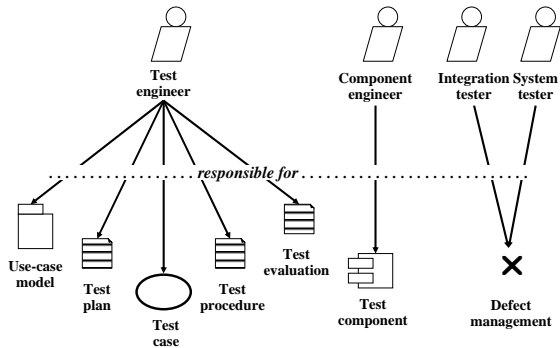 Test
engineer
Component
engineer
Integration
tester
System
tester
responsible for
Use-case
model
Test
plan
Test
case
Test
procedure
Test
evaluation
Test
component
Defect
management